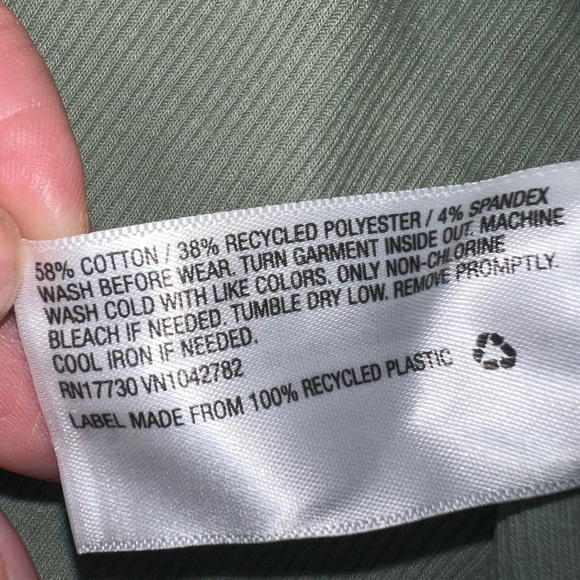 58% COTTON / 38% RECYCLED POLYESTER / 4% SPANDEX
WASH BEFORE WEAR. TURN GARMENT INSIDE OUT. MACHINE
WASH COLD WITH LIKE COLORS. ONLY NON-CHLORINE
BLEACH IF NEEDED. TUMBLE DRY LOW. REMOVE PROMPTLY.
COOL IRON IF NEEDED.
RN17730 VN1042782
LABEL MADE FROM 100% RECYCLED PLASTIC